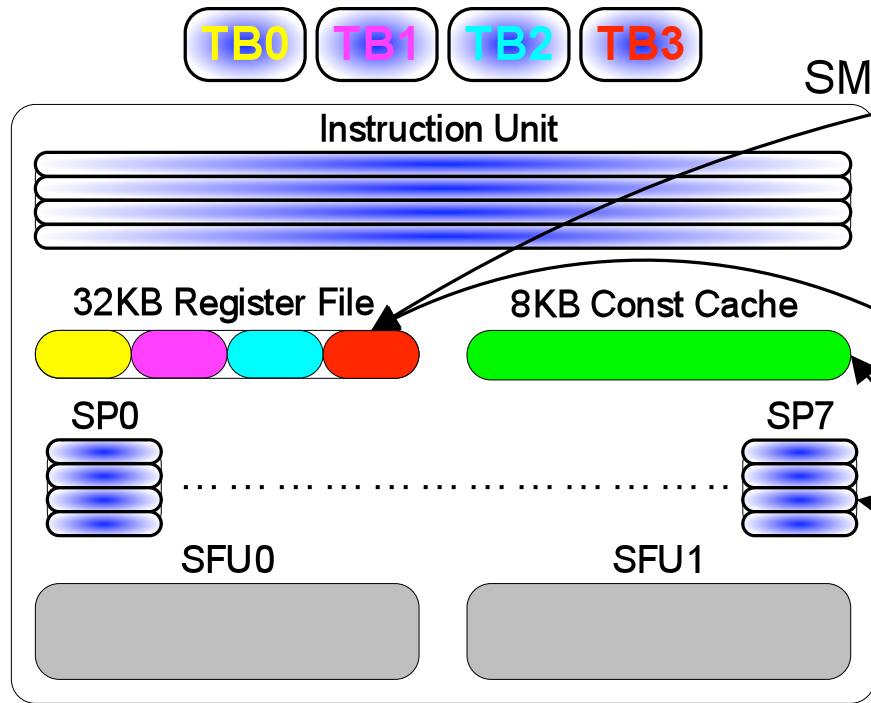 TB0 TB1 TB2 TB3
SM
Instruction Unit
32KB Register File 8KB Const Cache
SP0 SP7
SFU0 SFU1